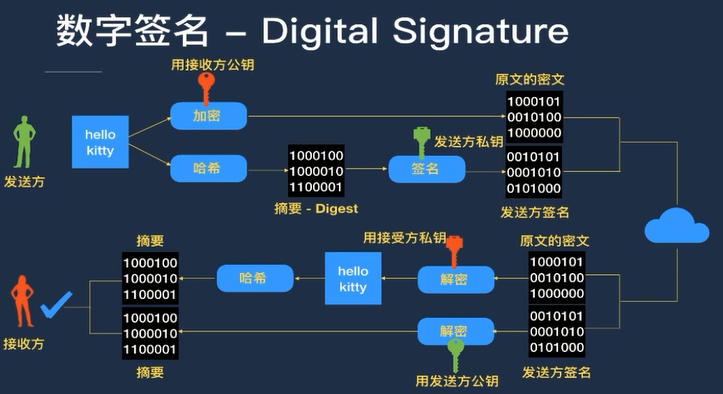 数字签名 – Digital Signature
用接收方公钥
加密
hello
kitty
发送方
哈希
1000100
1000010
1100001
摘要 - Digest
发送方私钥
签名
原文的密文
1000101
0010100
1000000
0010101
0001010
0101000
发送方签名
摘要
1000100
1000010
1100001
哈希
hello
kitty
用接受方私钥
解密
原文的密文
1000101
0010100
1000000
接收方
1000100
1000010
1100001
摘要
解密
用发送方公钥
0010101
0001010
0101000
发送方签名